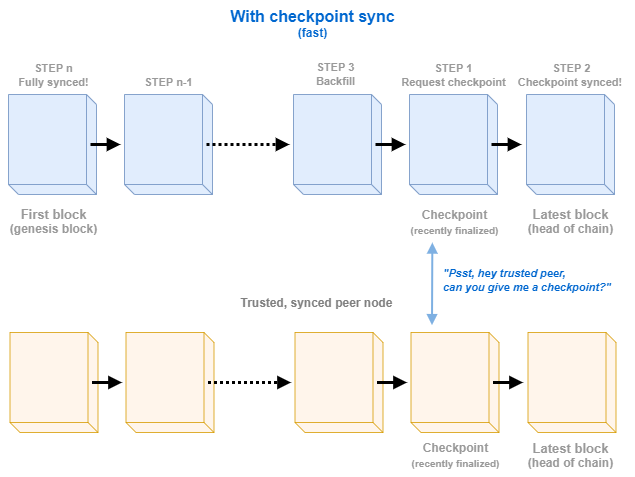 With checkpoint sync
(fast)
STEP n
Fully synced!
STEP n-1
STEP 3
Backfill
STEP 1
Request checkpoint
STEP 2
Checkpoint synced!
First block
(genesis block)
Checkpoint
(recently finalized)
Latest block
(head of chain)
"Psst, hey trusted peer,
can you give me a checkpoint?"
Trusted, synced peer node
Checkpoint
(recently finalized)
Latest block
(head of chain)